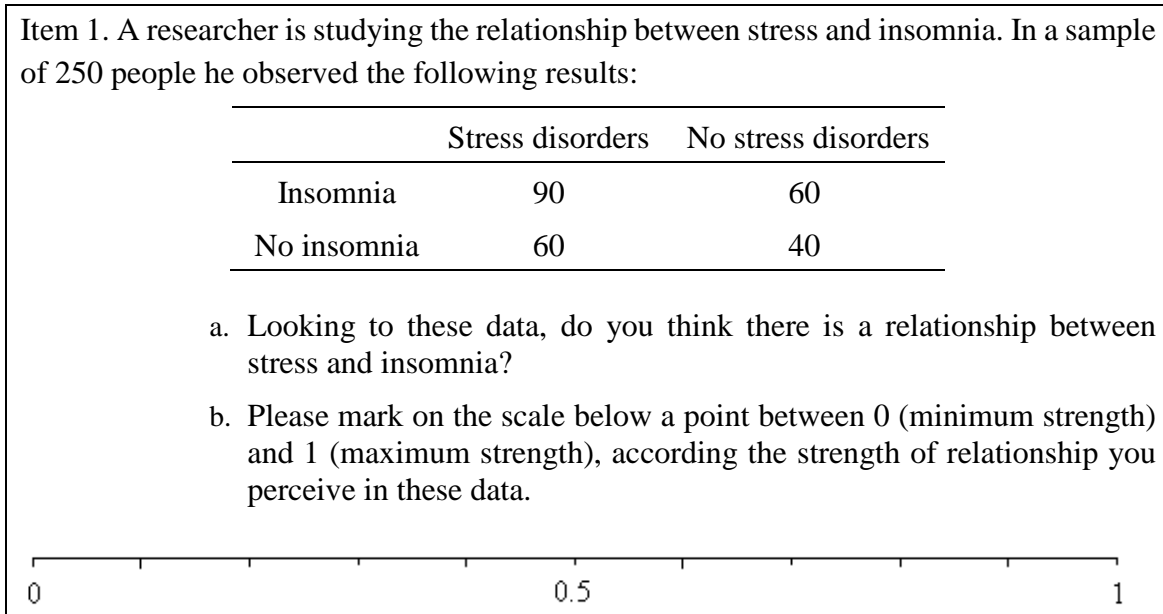 Item 1. A researcher is studying the relationship between stress and insomnia. In a sample
of 250 people he observed the following results:
Stress disorders No stress disorders
Insomnia 90 60
No insomnia 60 40
a. Looking to these data, do you think there is a relationship between
stress and insomnia?
b. Please mark on the scale below a point between 0 (minimum strength)
and 1 (maximum strength), according the strength of relationship you
perceive in these data.
0 0.5 1